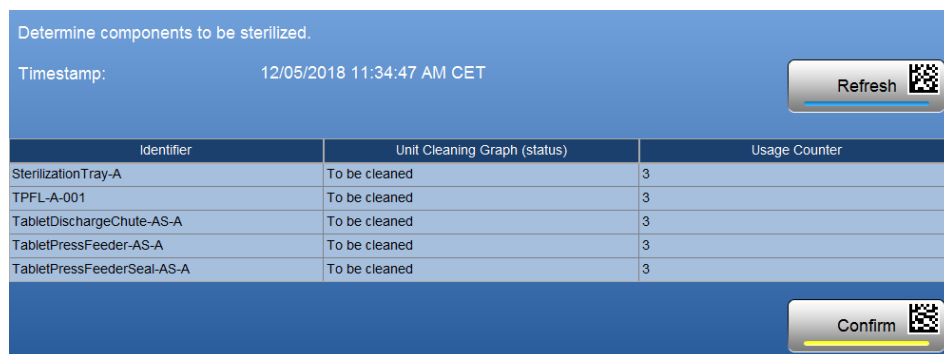 Determine components to be sterilized.
Timestamp: 12/05/2018 11:34:47 AM CET
Refresh
Identifier Unit Cleaning Graph (status) Usage Counter
SterilizationTray-A To be cleaned 3
TPFL-A-001 To be cleaned 3
TabletDischargeChute-AS-A To be cleaned 3
TabletPressFeeder-AS-A To be cleaned 3
TabletPressFeederSeal-AS-A To be cleaned 3
Confirm